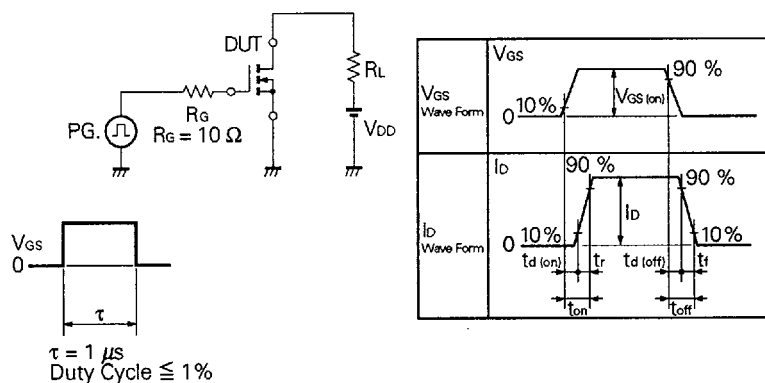 DUT
RL
RG
RG = 10 Ω
PG.
VDD
VGS
0
τ
τ = 1 μs
Duty Cycle ≦ 1%
VGS
Wave Form
VGS
10%
0
VGS (on)
90 %
ID
Wave Form
ID
90 %
90 %
10%
0
ID
10%
td (on)
tr
td (off)
tf
ton
toff